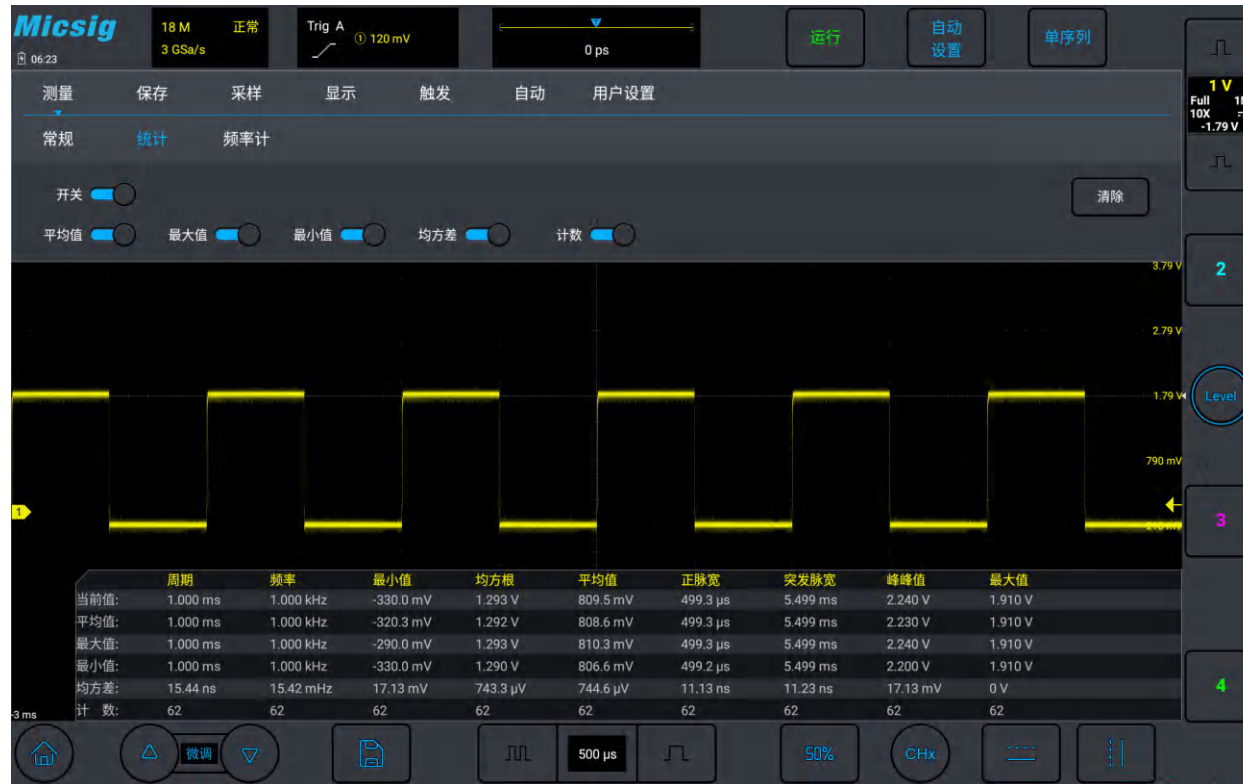 Micsig
06:23
18 M 正常
3 GSa/s
Trig A
① 120 mV
0 ps
运行
自动
设置
单序列
测量 保存 采样 显示 触发 自动 用户设置
常规 统计 频率计
开关
清除
平均值 最大值 最小值 均方差 计数
1 V
Full
10X
-1.79 V
3.79 V
2
2.79 V
1.79 V
Level
790 mV
1
3
周期 频率 最小值 均方根 平均值 正脉宽 突发脉宽 峰峰值 最大值
当前值: 1.000 ms 1.000 kHz -330.0 mV 1.293 V 809.5 mV 499.3 μs 5.499 ms 2.240 V 1.910 V
平均值: 1.000 ms 1.000 kHz -320.3 mV 1.292 V 808.6 mV 499.3 μs 5.499 ms 2.230 V 1.910 V
最大值: 1.000 ms 1.000 kHz -290.0 mV 1.293 V 810.3 mV 499.3 μs 5.499 ms 2.240 V 1.910 V
最小值: 1.000 ms 1.000 kHz -330.0 mV 1.290 V 806.6 mV 499.2 μs 5.499 ms 2.200 V 1.910 V
均方差: 15.44 ns 15.42 mHz 17.13 mV 743.3 μV 744.6 μV 11.13 ns 11.23 ns 17.13 mV 0 V
计 数: 62 62 62 62 62 62 62 62 62
-3 ms
4
微调
500 μs
50%
CHx